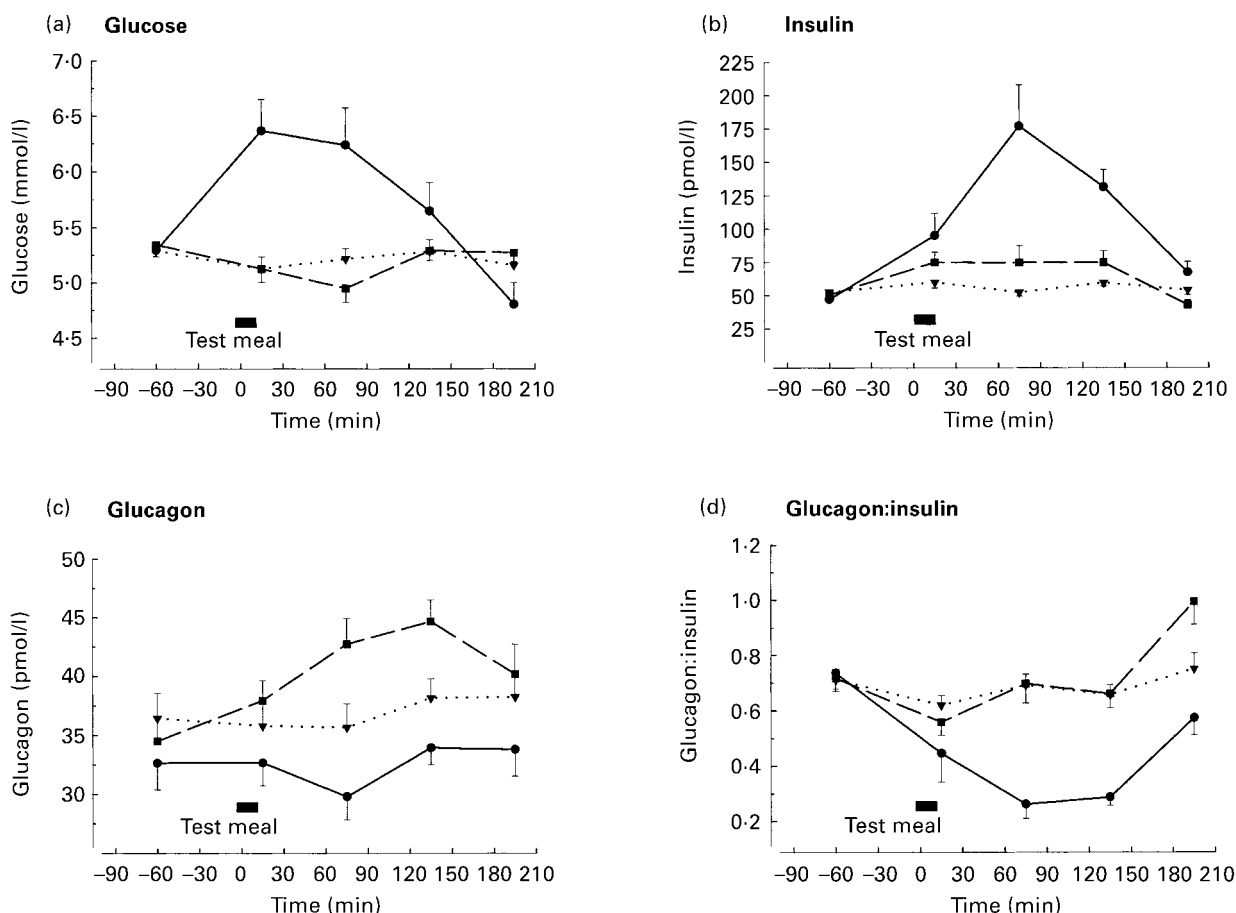 (a) Glucose
7·0
6·5
6·0
5·5
5·0
4·5
Glucose (mmol/l)
Test meal
–90 –60 –30 0 30 60 90 120 150 180 210
Time (min)
(b) Insulin
225
200
175
150
125
100
75
50
25
Insulin (pmol/l)
Test meal
–90 –60 –30 0 30 60 90 120 150 180 210
Time (min)
(c) Glucagon
50
45
40
35
30
Glucagon (pmol/l)
Test meal
–90 –60 –30 0 30 60 90 120 150 180 210
Time (min)
(d) Glucagon:insulin
1·2
1·0
0·8
0·6
0·4
0·2
Glucagon:insulin
Test meal
–90 –60 –30 0 30 60 90 120 150 180 210
Time (min)